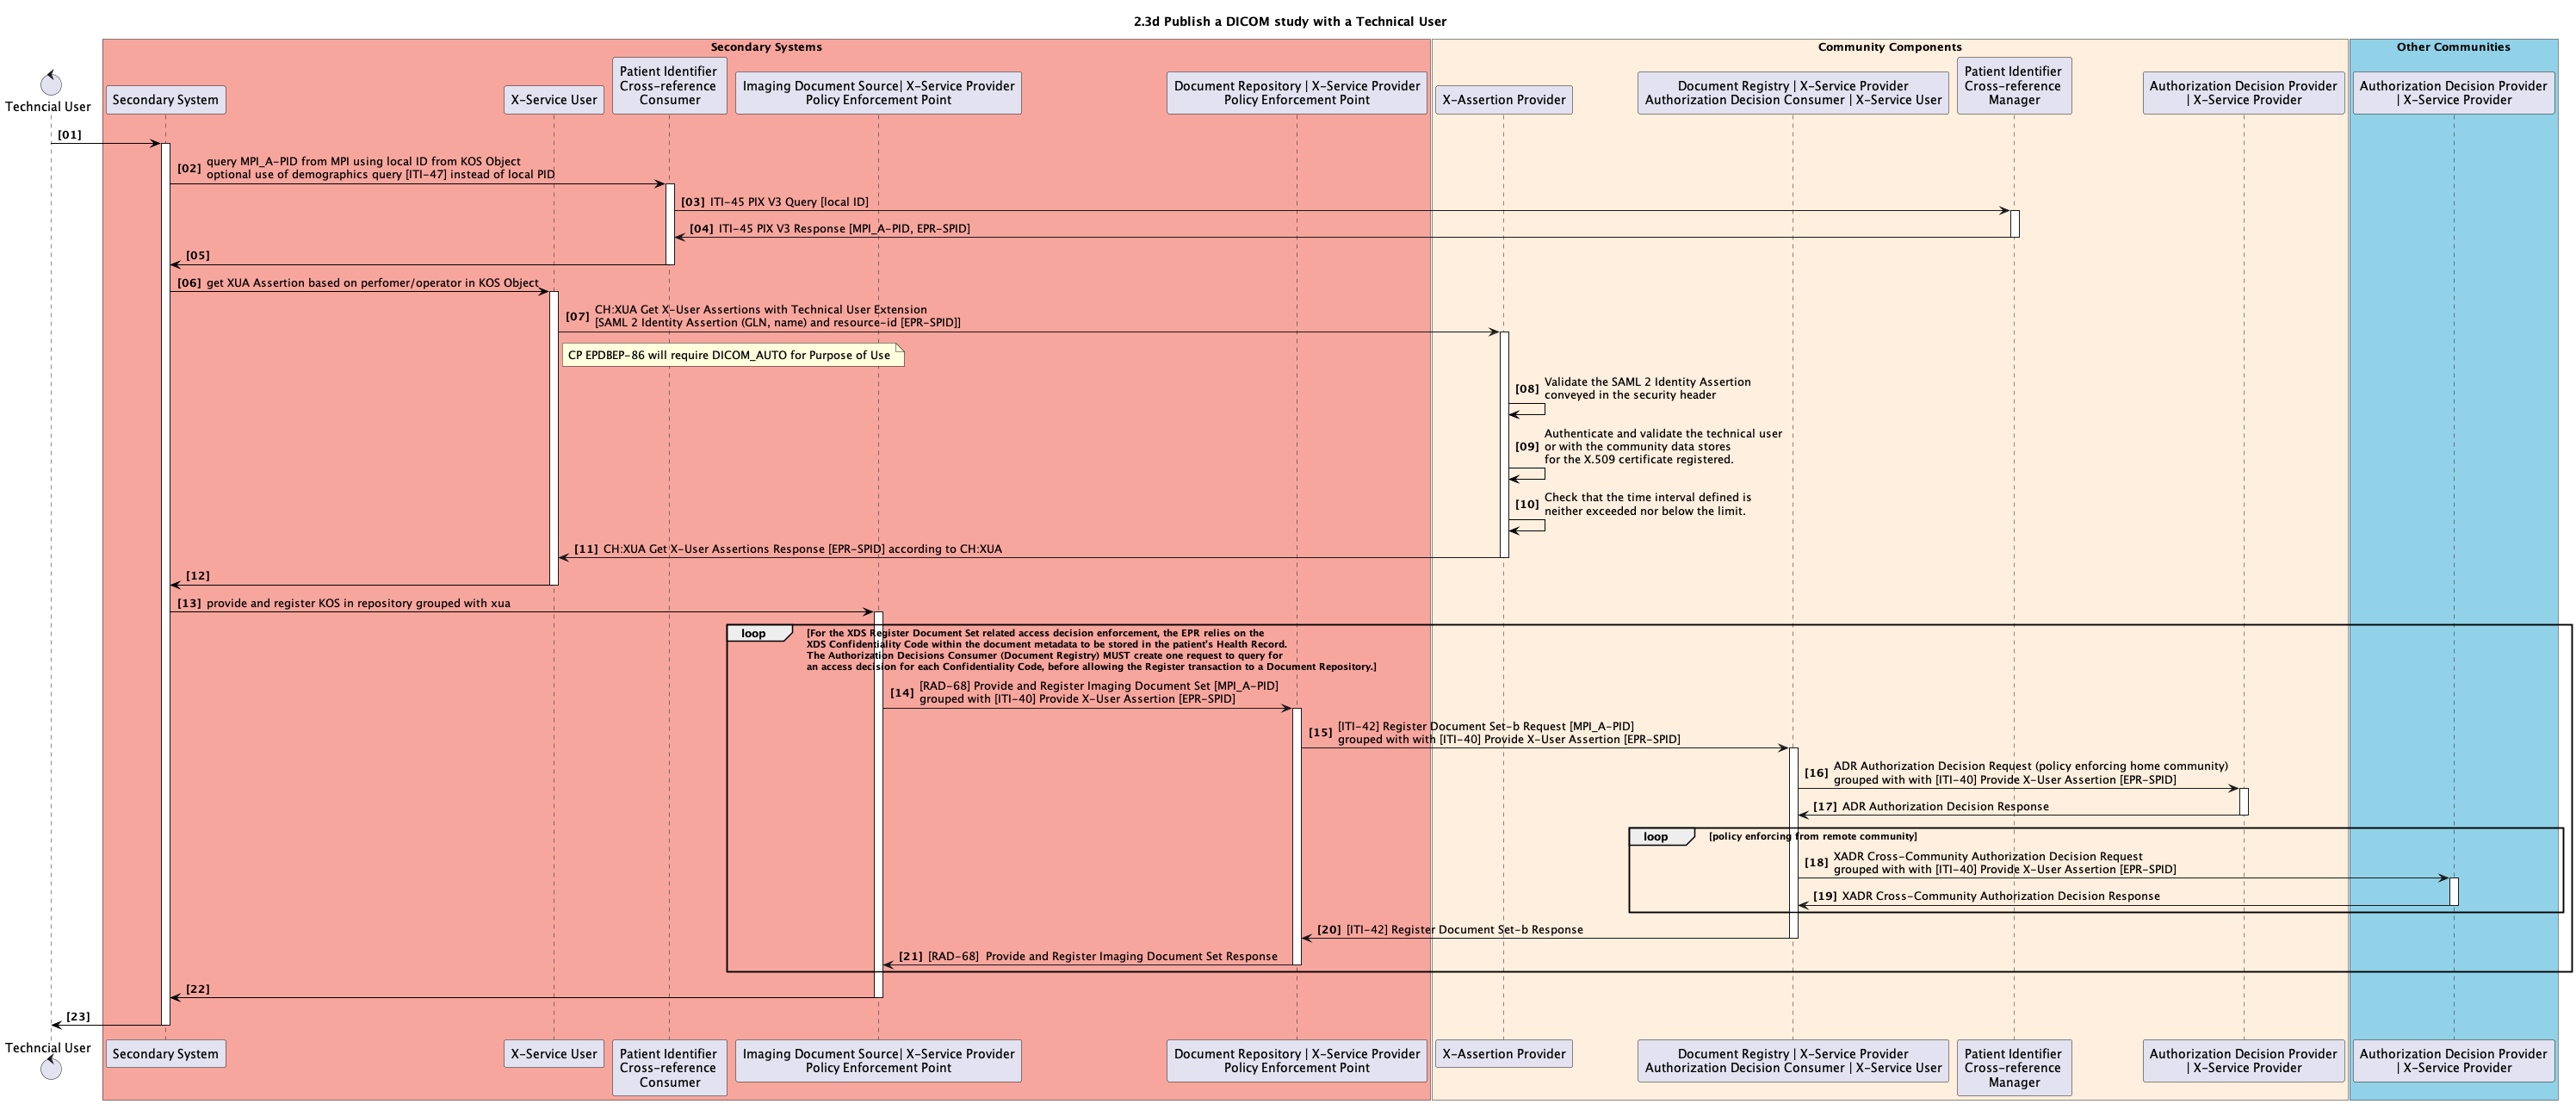 2.3d Publish a DICOM study with a Technical User
Secondary Systems
Community Components
Other Communities
Techncial User
Secondary System
X-Service User
Patient Identifier
Cross-reference
Consumer
Imaging Document Source| X-Service Provider
Policy Enforcement Point
Document Repository | X-Service Provider
Policy Enforcement Point
X-Assertion Provider
Document Registry | X-Service Provider
Authorization Decision Consumer | X-Service User
Patient Identifier
Cross-reference
Manager
Authorization Decision Provider
| X-Service Provider
Authorization Decision Provider
| X-Service Provider
[01]
[02] query MPI_A-PID from MPI using local ID from KOS Object
optional use of demographics query [ITI-47] instead of local PID
[03] ITI-45 PIX V3 Query [local ID]
[04] ITI-45 PIX V3 Response [MPI_A-PID, EPR-SPID]
[05]
[06] get XUA Assertion based on perfomer/operator in KOS Object
[07] CH:XUA Get X-User Assertions with Technical User Extension
[SAML 2 Identity Assertion (GLN, name) and resource-id [EPR-SPID]]
CP EPDBEP-86 will require DICOM_AUTO for Purpose of Use
[08] Validate the SAML 2 Identity Assertion
conveyed in the security header
[09] Authenticate and validate the technical user
or with the community data stores
for the X.509 certificate registered.
[10] Check that the time interval defined is
neither exceeded nor below the limit.
[11] CH:XUA Get X-User Assertions Response [EPR-SPID] according to CH:XUA
[12]
[13] provide and register KOS in repository grouped with xua
loop [For the XDS Register Document Set related access decision enforcement, the EPR relies on the
XDS Confidentiality Code within the document metadata to be stored in the patient's Health Record.
The Authorization Decisions Consumer (Document Registry) MUST create one request to query for
an access decision for each Confidentiality Code, before allowing the Register transaction to a Document Repository.]
[14] [RAD-68] Provide and Register Imaging Document Set [MPI_A-PID]
grouped with [ITI-40] Provide X-User Assertion [EPR-SPID]
[15] [ITI-42] Register Document Set-b Request [MPI_A-PID]
grouped with with [ITI-40] Provide X-User Assertion [EPR-SPID]
[16] ADR Authorization Decision Request (policy enforcing home community)
grouped with with [ITI-40] Provide X-User Assertion [EPR-SPID]
[17] ADR Authorization Decision Response
loop [policy enforcing from remote community]
[18] XADR Cross-Community Authorization Decision Request
grouped with with [ITI-40] Provide X-User Assertion [EPR-SPID]
[19] XADR Cross-Community Authorization Decision Response
[20] [ITI-42] Register Document Set-b Response
[21] [RAD-68] Provide and Register Imaging Document Set Response
[22]
[23]
Techncial User
Secondary System
X-Service User
Patient Identifier
Cross-reference
Consumer
Imaging Document Source| X-Service Provider
Policy Enforcement Point
Document Repository | X-Service Provider
Policy Enforcement Point
X-Assertion Provider
Document Registry | X-Service Provider
Authorization Decision Consumer | X-Service User
Patient Identifier
Cross-reference
Manager
Authorization Decision Provider
| X-Service Provider
Authorization Decision Provider
| X-Service Provider